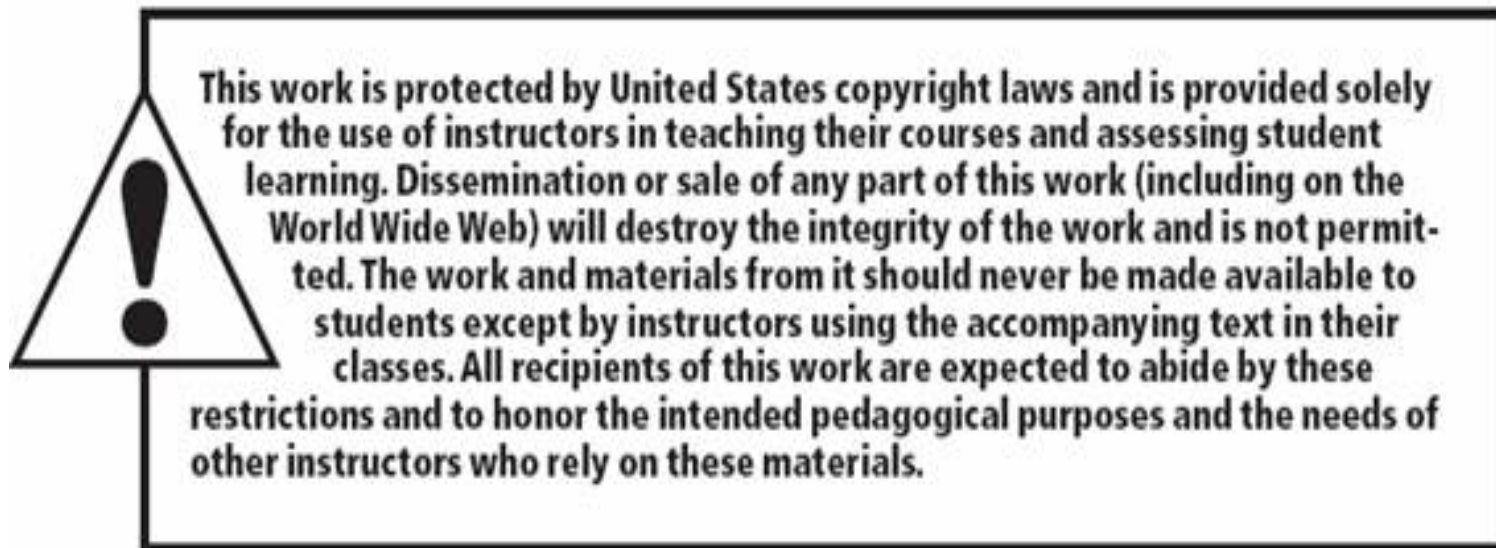 This work is protected by United States copyright laws and is provided solely
for the use of instructors in teaching their courses and assessing student
learning. Dissemination or sale of any part of this work (including on the
World Wide Web) will destroy the integrity of the work and is not permit-
ted. The work and materials from it should never be made available to
students except by instructors using the accompanying text in their
classes. All recipients of this work are expected to abide by these
restrictions and to honor the intended pedagogical purposes and the needs of
other instructors who rely on these materials.